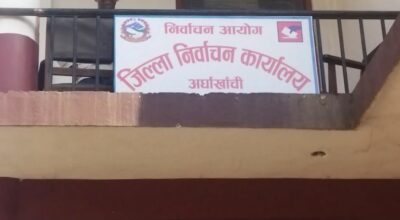 निर्वाचन आयोग
जिल्ला निर्वाचन कार्यालय
अर्घाखाँची